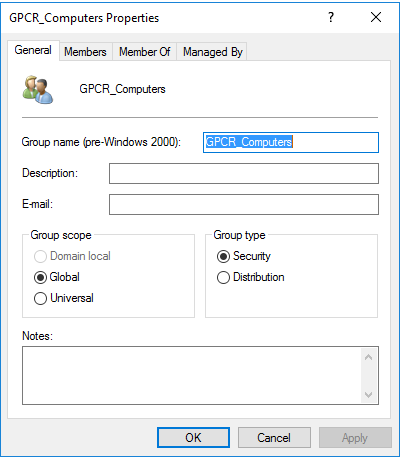 GPCR_Computers Properties
General Members Member Of Managed By
GPCR_Computers
Group name (pre-Windows 2000): GPCR_Computers
Description:
E-mail:
Group scope Group type
Domain local Security
Global Distribution
Universal
Notes:
OK Cancel Apply